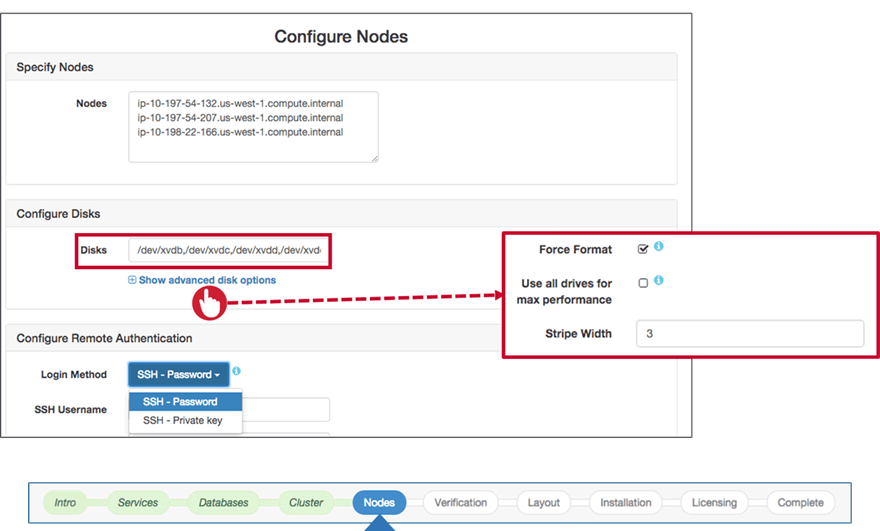 Configure Nodes
Specify Nodes
Nodes
ip-10-197-54-132.us-west-1.compute.internal
ip-10-197-54-207.us-west-1.compute.internal
ip-10-198-22-166.us-west-1.compute.internal
Configure Disks
Disks
/dev/xvdb,/dev/xvdc,/dev/xvdd,/dev/xvd
Show advanced disk options
Force Format
Use all drives for
max performance
Stripe Width
3
Configure Remote Authentication
Login Method
SSH - Password
SSH - Password
SSH - Private key
SSH Username
Intro
Services
Databases
Cluster
Nodes
Verification
Layout
Installation
Licensing
Complete